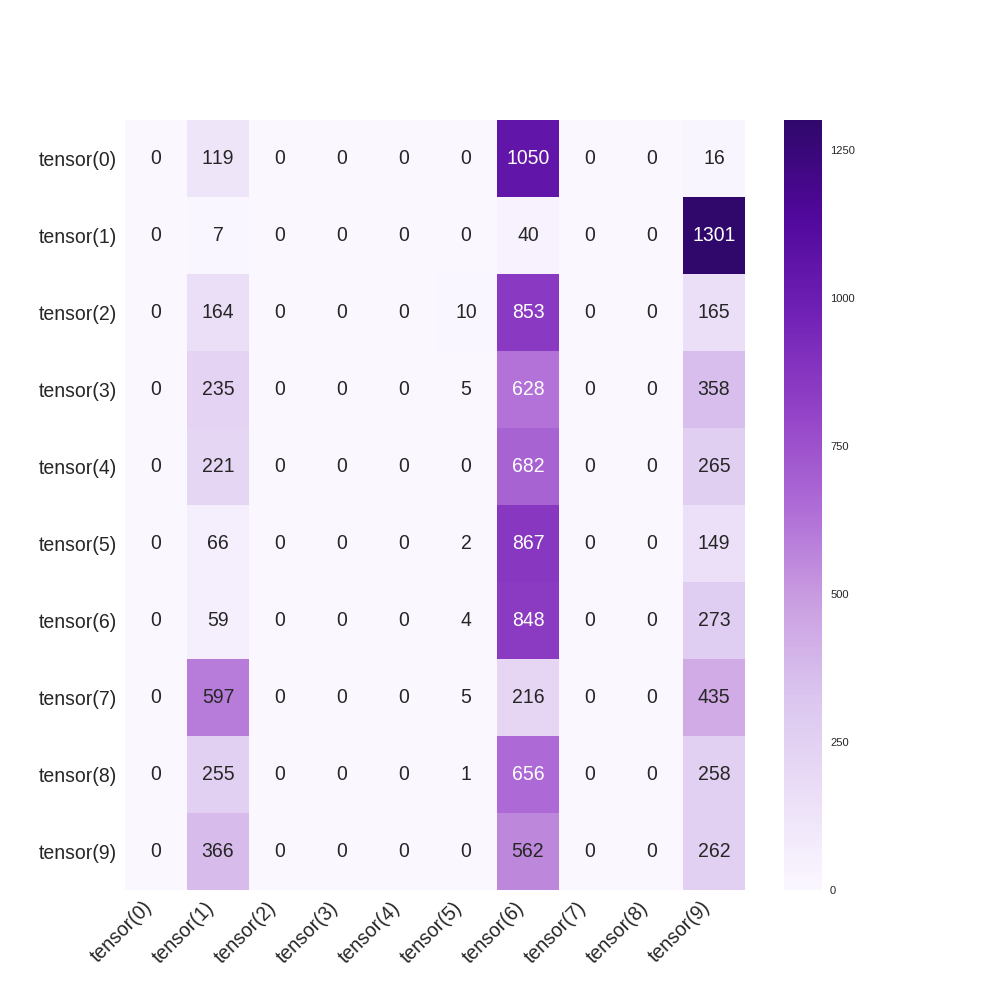 tensor(0) 0 119 0 0 0 0 1050 0 0 16
tensor(1) 0 7 0 0 0 0 40 0 0 1301
tensor(2) 0 164 0 0 0 10 853 0 0 165
tensor(3) 0 235 0 0 0 5 628 0 0 358
tensor(4) 0 221 0 0 0 0 682 0 0 265
tensor(5) 0 66 0 0 0 2 867 0 0 149
tensor(6) 0 59 0 0 0 4 848 0 0 273
tensor(7) 0 597 0 0 0 5 216 0 0 435
tensor(8) 0 255 0 0 0 1 656 0 0 258
tensor(9) 0 366 0 0 0 0 562 0 0 262
tensor(0) tensor(1) tensor(2) tensor(3) tensor(4) tensor(5) tensor(6) tensor(7) tensor(8) tensor(9)
1250
1000
750
500
250
0